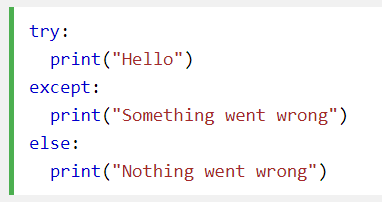 try:
  print("Hello")
except:
  print("Something went wrong")
else:
  print("Nothing went wrong")